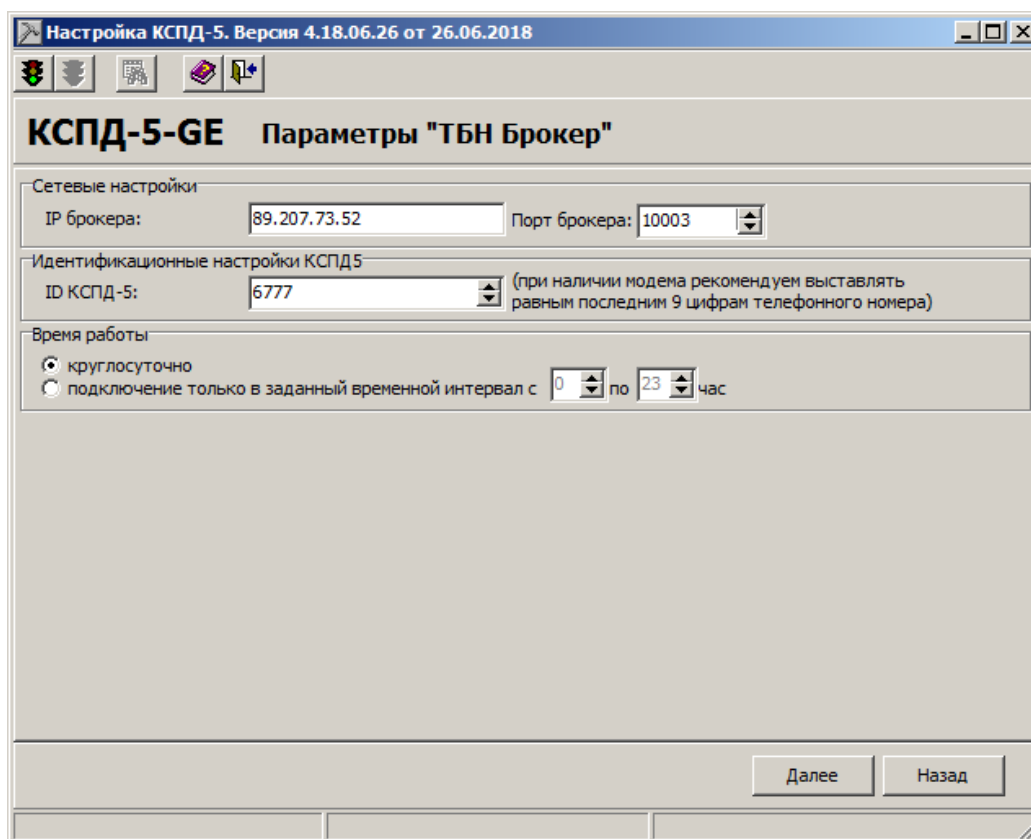 Настройка КСПД-5. Версия 4.18.06.26 от 26.06.2018
КСПД-5-GE Параметры "ТБН Брокер"
Сетевые настройки
IP брокера: 89.207.73.52 Порт брокера: 10003
Идентификационные настройки КСПД5
ID КСПД-5: 6777 (при наличии модема рекомендуем выставлять
равным последним 9 цифрам телефонного номера)
Время работы
круглосуточно
подключение только в заданный временной интервал с 0 по 23 час
Далее Назад